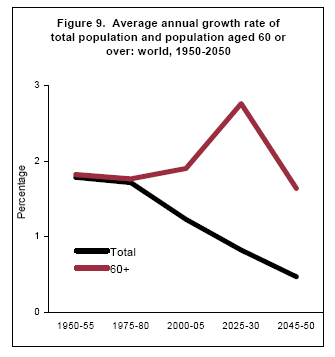 Figure 9.  Average annual growth rate of
total population and population aged 60 or
over: world, 1950-2050
3
2
1
0
Percentage
Total
60+
1950-55 1975-80 2000-05 2025-30 2045-50